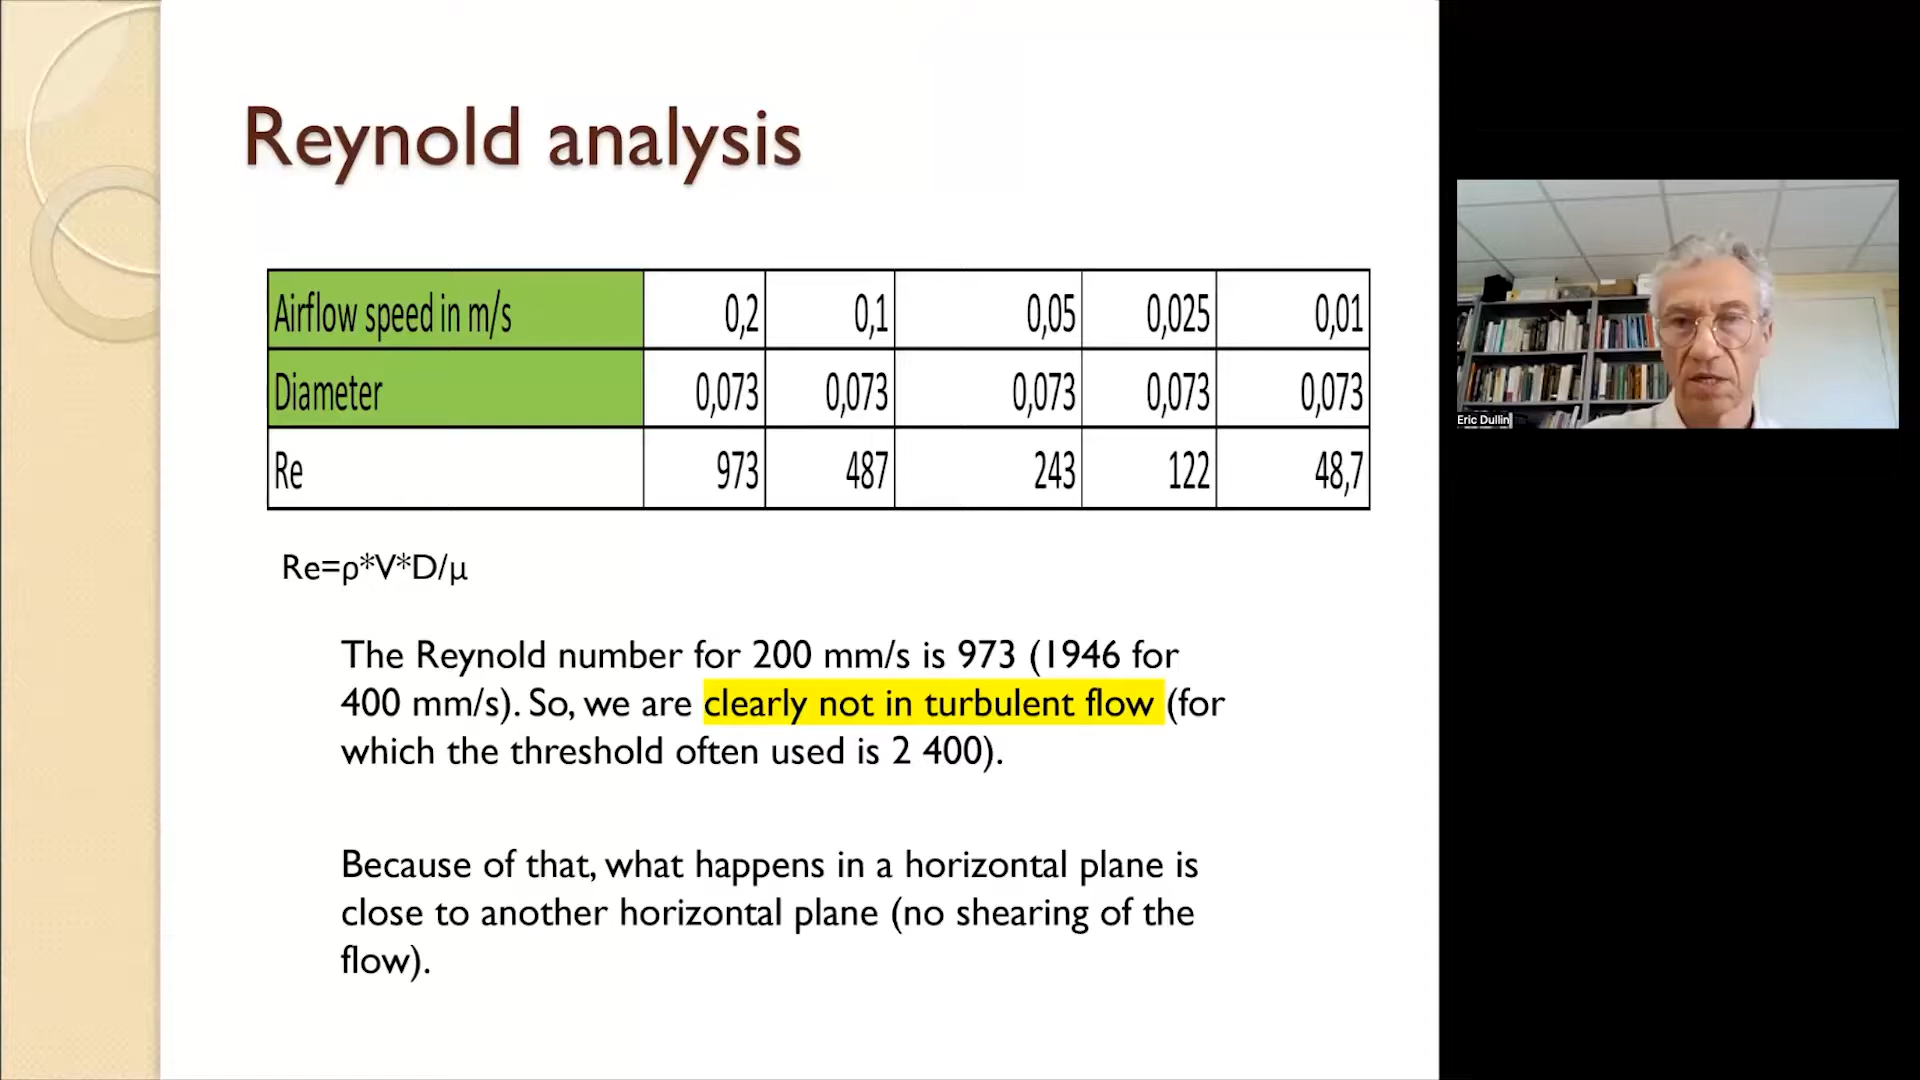 Reynold analysis
Airflow speed in m/s 0,2 0,1 0,05 0,025 0,01
Diameter 0,073 0,073 0,073 0,073 0,073
Re 973 487 243 122 48,7
Re=ρ*V*D/μ
The Reynold number for 200 mm/s is 973 (1946 for
400 mm/s). So, we are clearly not in turbulent flow (for
which the threshold often used is 2 400).
Because of that, what happens in a horizontal plane is
close to another horizontal plane (no shearing of the
flow).
Eric Dullin